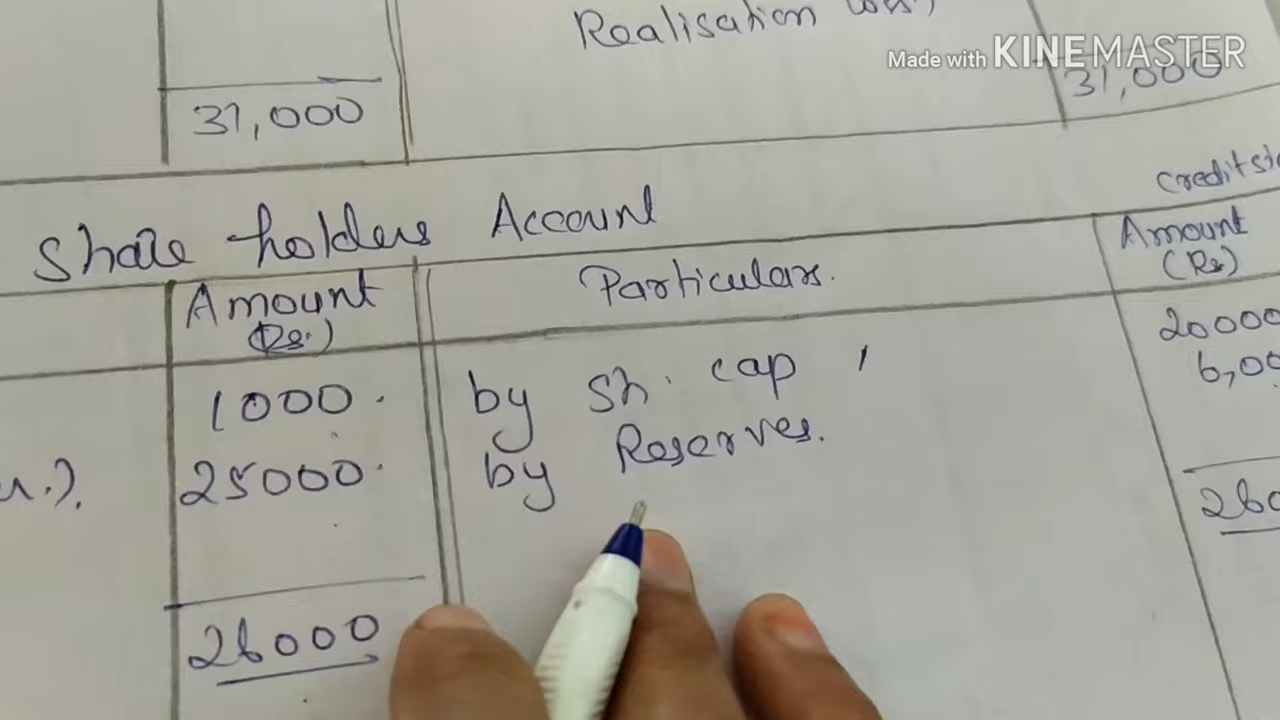 Realisation
Made with KINEMASTER
31,000
31,000
Credit
Share holders Account
Amount
(Rs.)
Particulars.
Amount
(Rs)
1000
by Sh. cap
20000
25000
by Reserves.
6,00
26000
260